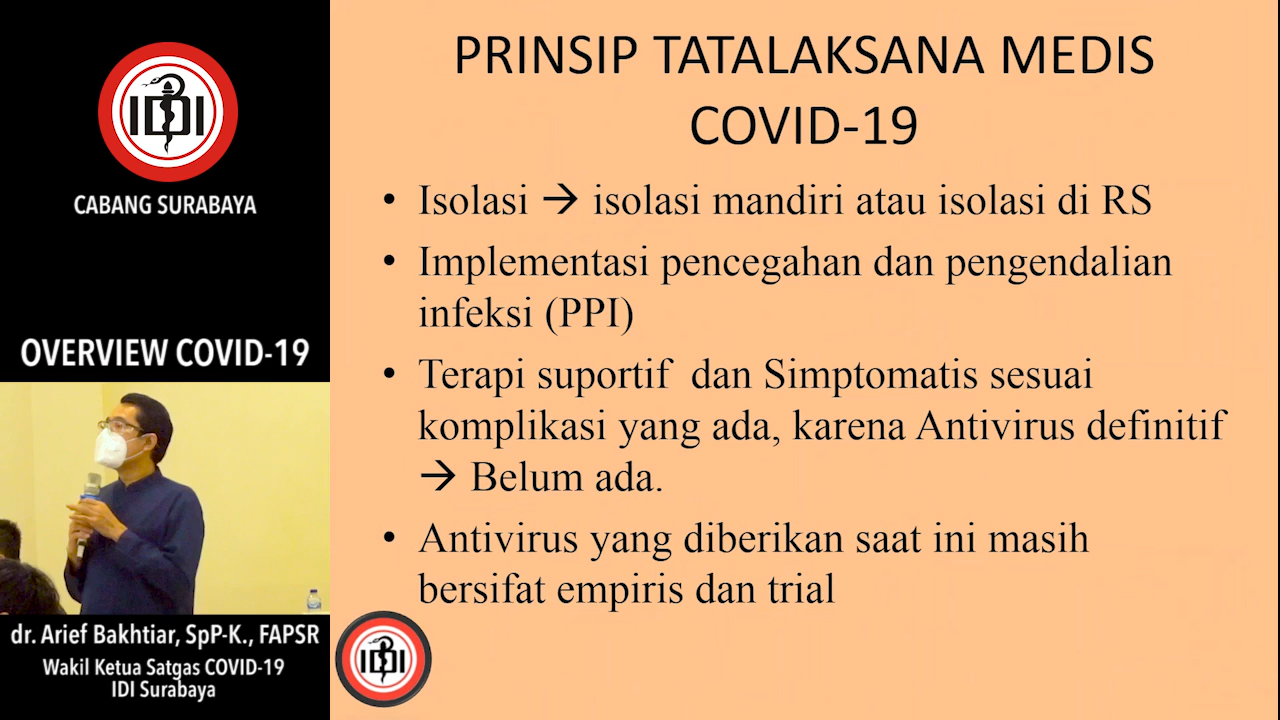 IDI
CABANG SURABAYA
OVERVIEW COVID-19
dr. Arief Bakhtiar, SpP-K., FAPSR
Wakil Ketua Satgas COVID-19
IDI Surabaya
PRINSIP TATALAKSANA MEDIS
COVID-19
• Isolasi → isolasi mandiri atau isolasi di RS
• Implementasi pencegahan dan pengendalian
infeksi (PPI)
• Terapi suportif dan Simptomatis sesuai
komplikasi yang ada, karena Antivirus definitif
→ Belum ada.
• Antivirus yang diberikan saat ini masih
bersifat empiris dan trial
IDI